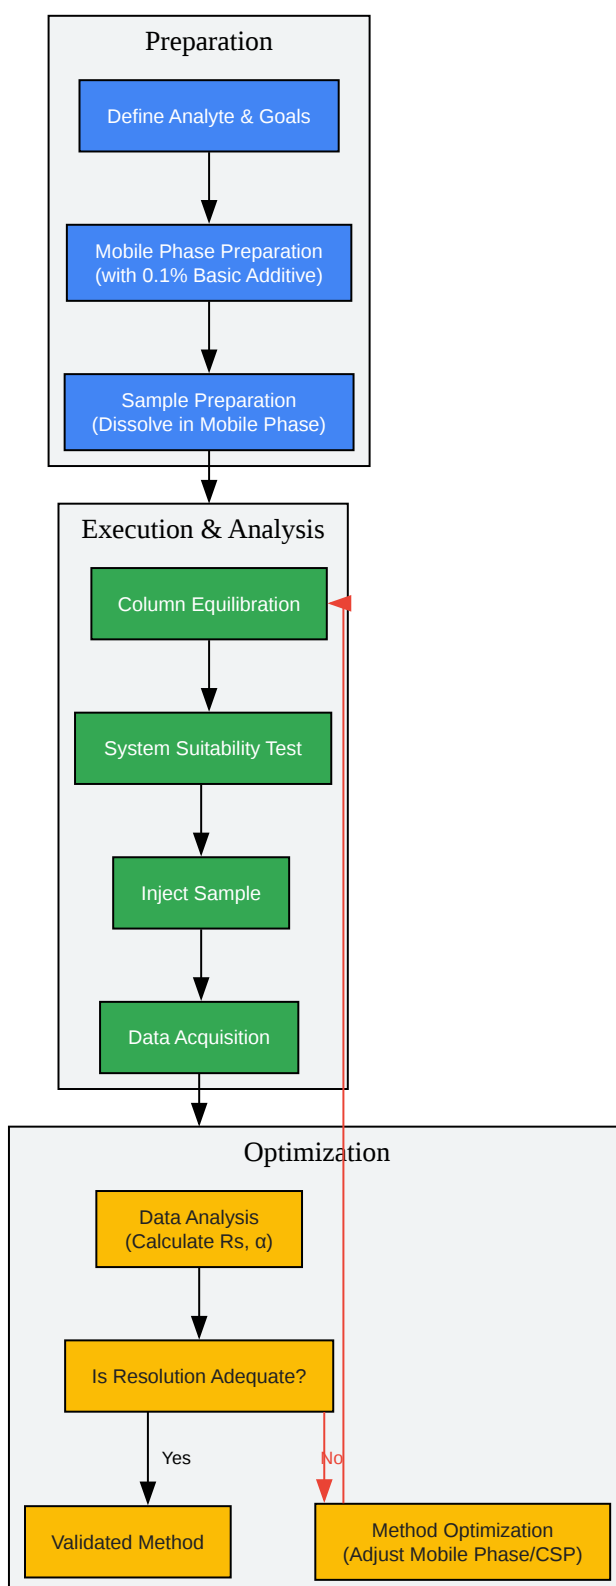 Preparation
Define Analyte & Goals
Mobile Phase Preparation
(with 0.1% Basic Additive)
Sample Preparation
(Dissolve in Mobile Phase)
Execution & Analysis
Column Equilibration
System Suitability Test
Inject Sample
Data Acquisition
Optimization
Data Analysis
(Calculate Rs, α)
Is Resolution Adequate?
Yes
No
Validated Method
Method Optimization
(Adjust Mobile Phase/CSP)